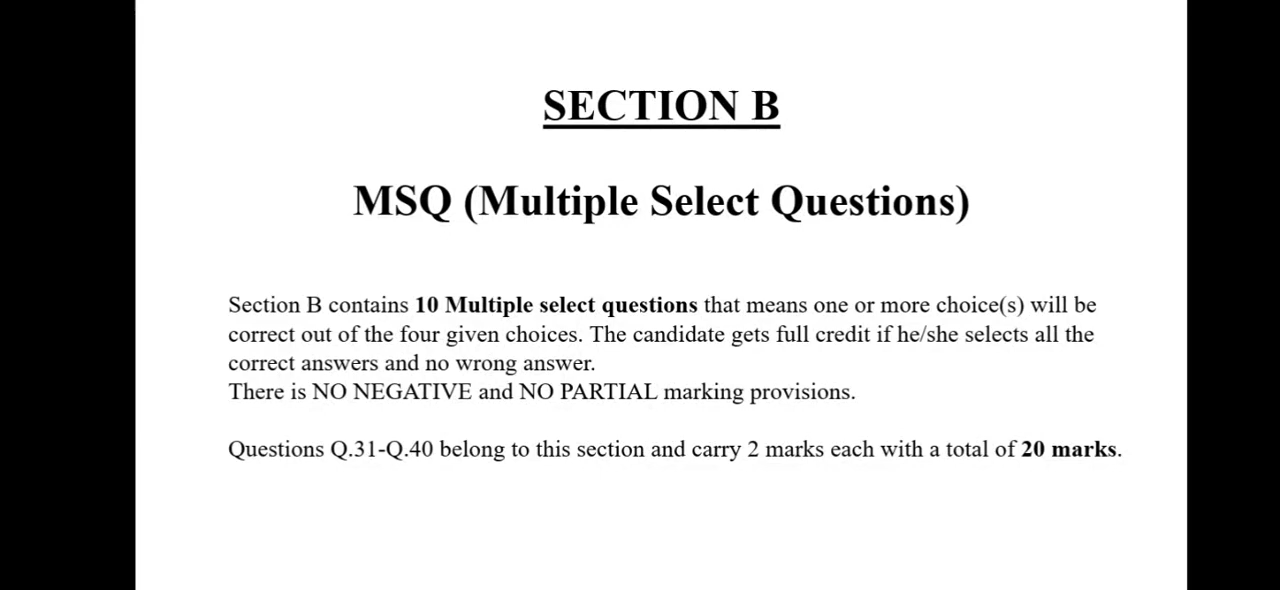 SECTION B
MSQ (Multiple Select Questions)
Section B contains 10 Multiple select questions that means one or more choice(s) will be
correct out of the four given choices. The candidate gets full credit if he/she selects all the
correct answers and no wrong answer.
There is NO NEGATIVE and NO PARTIAL marking provisions.
Questions Q.31-Q.40 belong to this section and carry 2 marks each with a total of 20 marks.